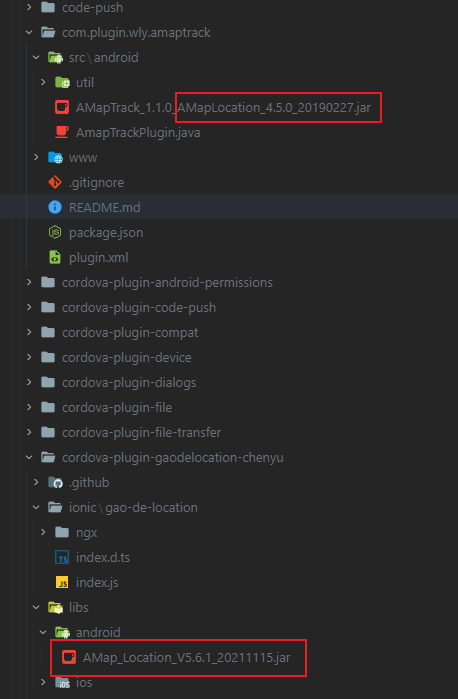 code-push
com.plugin.wly.amaptrack
src\android
util
AMapTrack_1.1.0_AMapLocation_4.5.0_20190227.jar
AmapTrackPlugin.java
www
.gitignore
README.md
package.json
plugin.xml
cordova-plugin-android-permissions
cordova-plugin-code-push
cordova-plugin-compat
cordova-plugin-device
cordova-plugin-dialogs
cordova-plugin-file
cordova-plugin-file-transfer
cordova-plugin-gaodelocation-chenyu
.github
ionic\gao-de-location
ngx
index.d.ts
index.js
libs
android
AMap_Location_V5.6.1_20211115.jar
ios